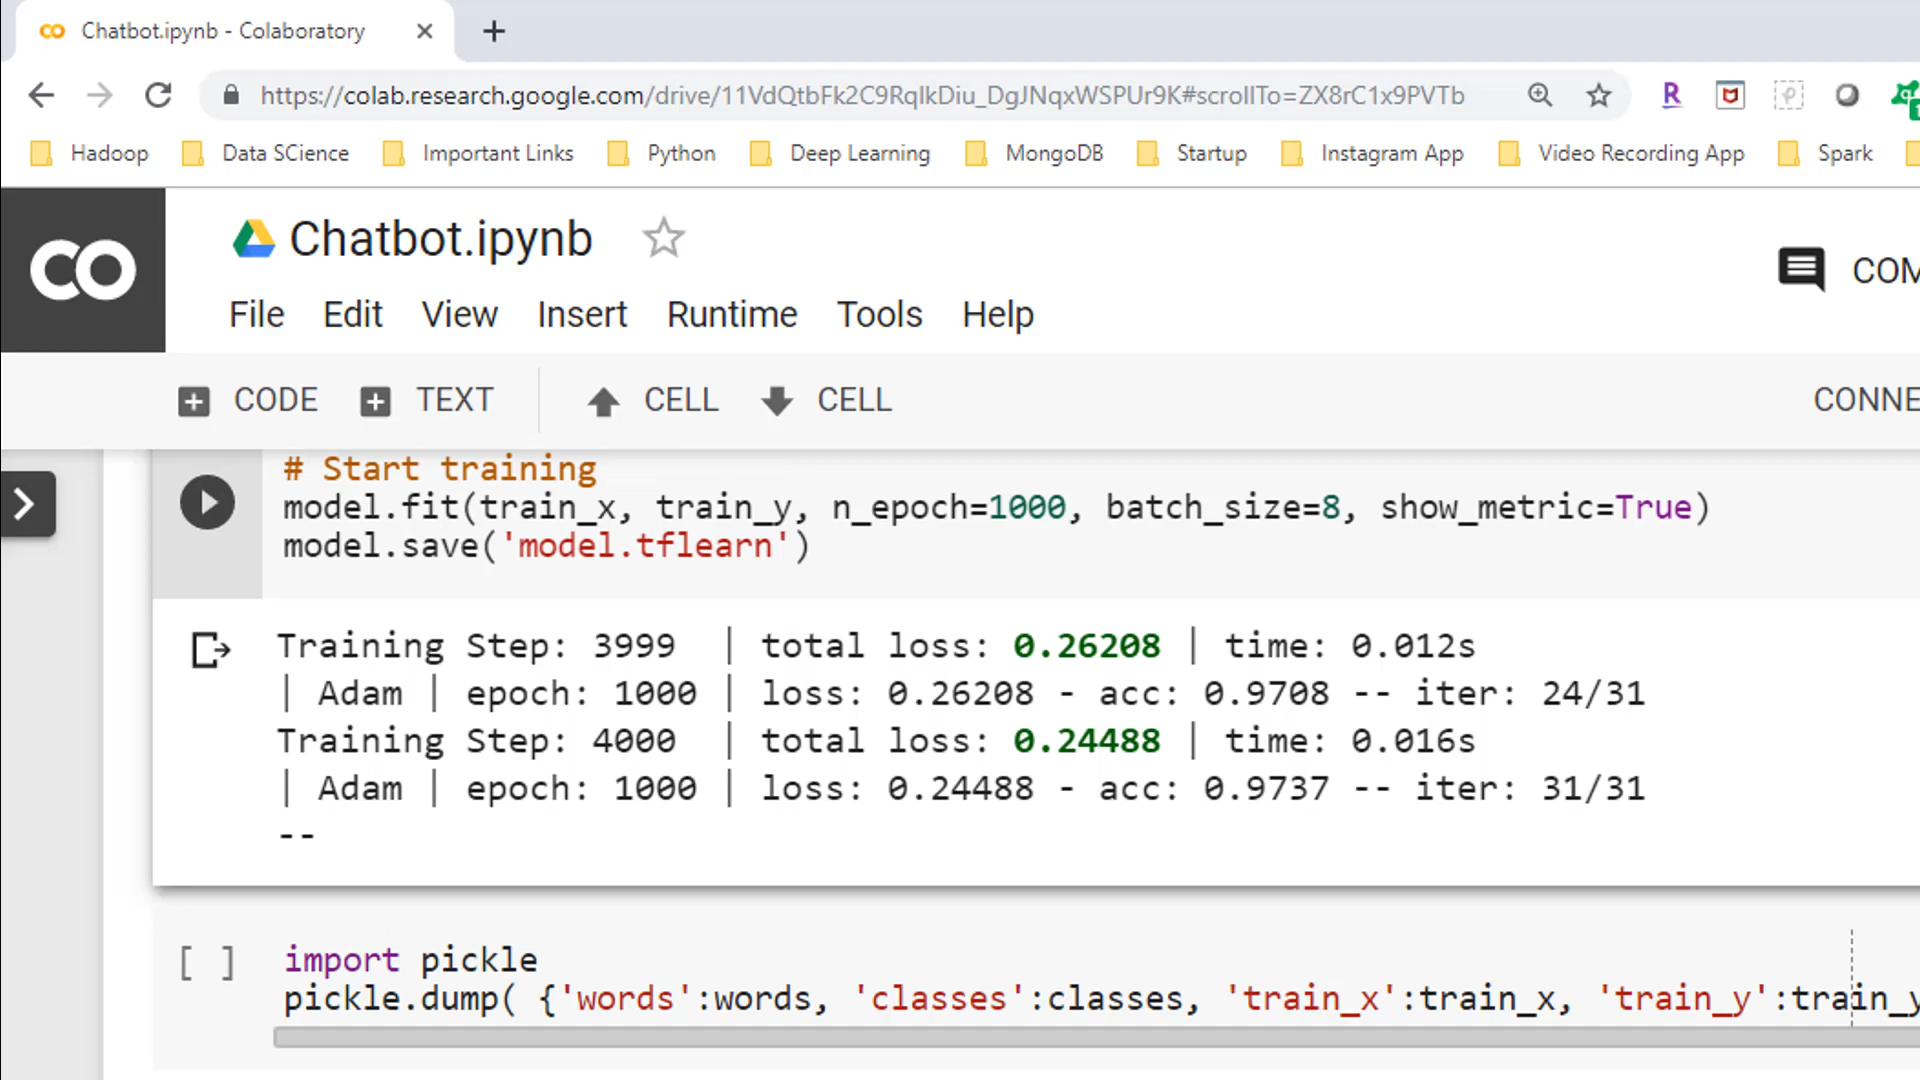 Chatbot.ipynb - Colaboratory
https://colab.research.google.com/drive/11VdQtbFk2C9RqIkDiu_DgJNqxWSPUr9K#scrollTo=ZX8rC1x9PVTb
Hadoop Data SCience Important Links Python Deep Learning MongoDB Startup Instagram App Video Recording App Spark
CO
Chatbot.ipynb
COM
File Edit View Insert Runtime Tools Help
CODE TEXT CELL CELL CONNE
# Start training
model.fit(train_x, train_y, n_epoch=1000, batch_size=8, show_metric=True)
model.save('model.tflearn')
Training Step: 3999 | total loss: 0.26208 | time: 0.012s
| Adam | epoch: 1000 | loss: 0.26208 - acc: 0.9708 -- iter: 24/31
Training Step: 4000 | total loss: 0.24488 | time: 0.016s
| Adam | epoch: 1000 | loss: 0.24488 - acc: 0.9737 -- iter: 31/31
--
[ ] import pickle
pickle.dump( {'words':words, 'classes':classes, 'train_x':train_x, 'train_y':train_y